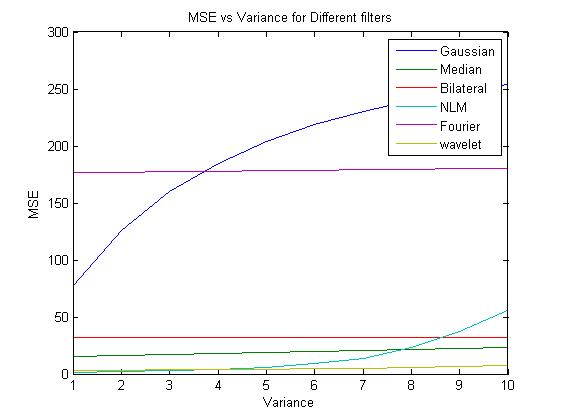 MSE vs Variance for Different filters
300
250
200
150
100
50
0
MSE
Gaussian
Median
Bilateral
NLM
Fourier
wavelet
1 2 3 4 5 6 7 8 9 10
Variance